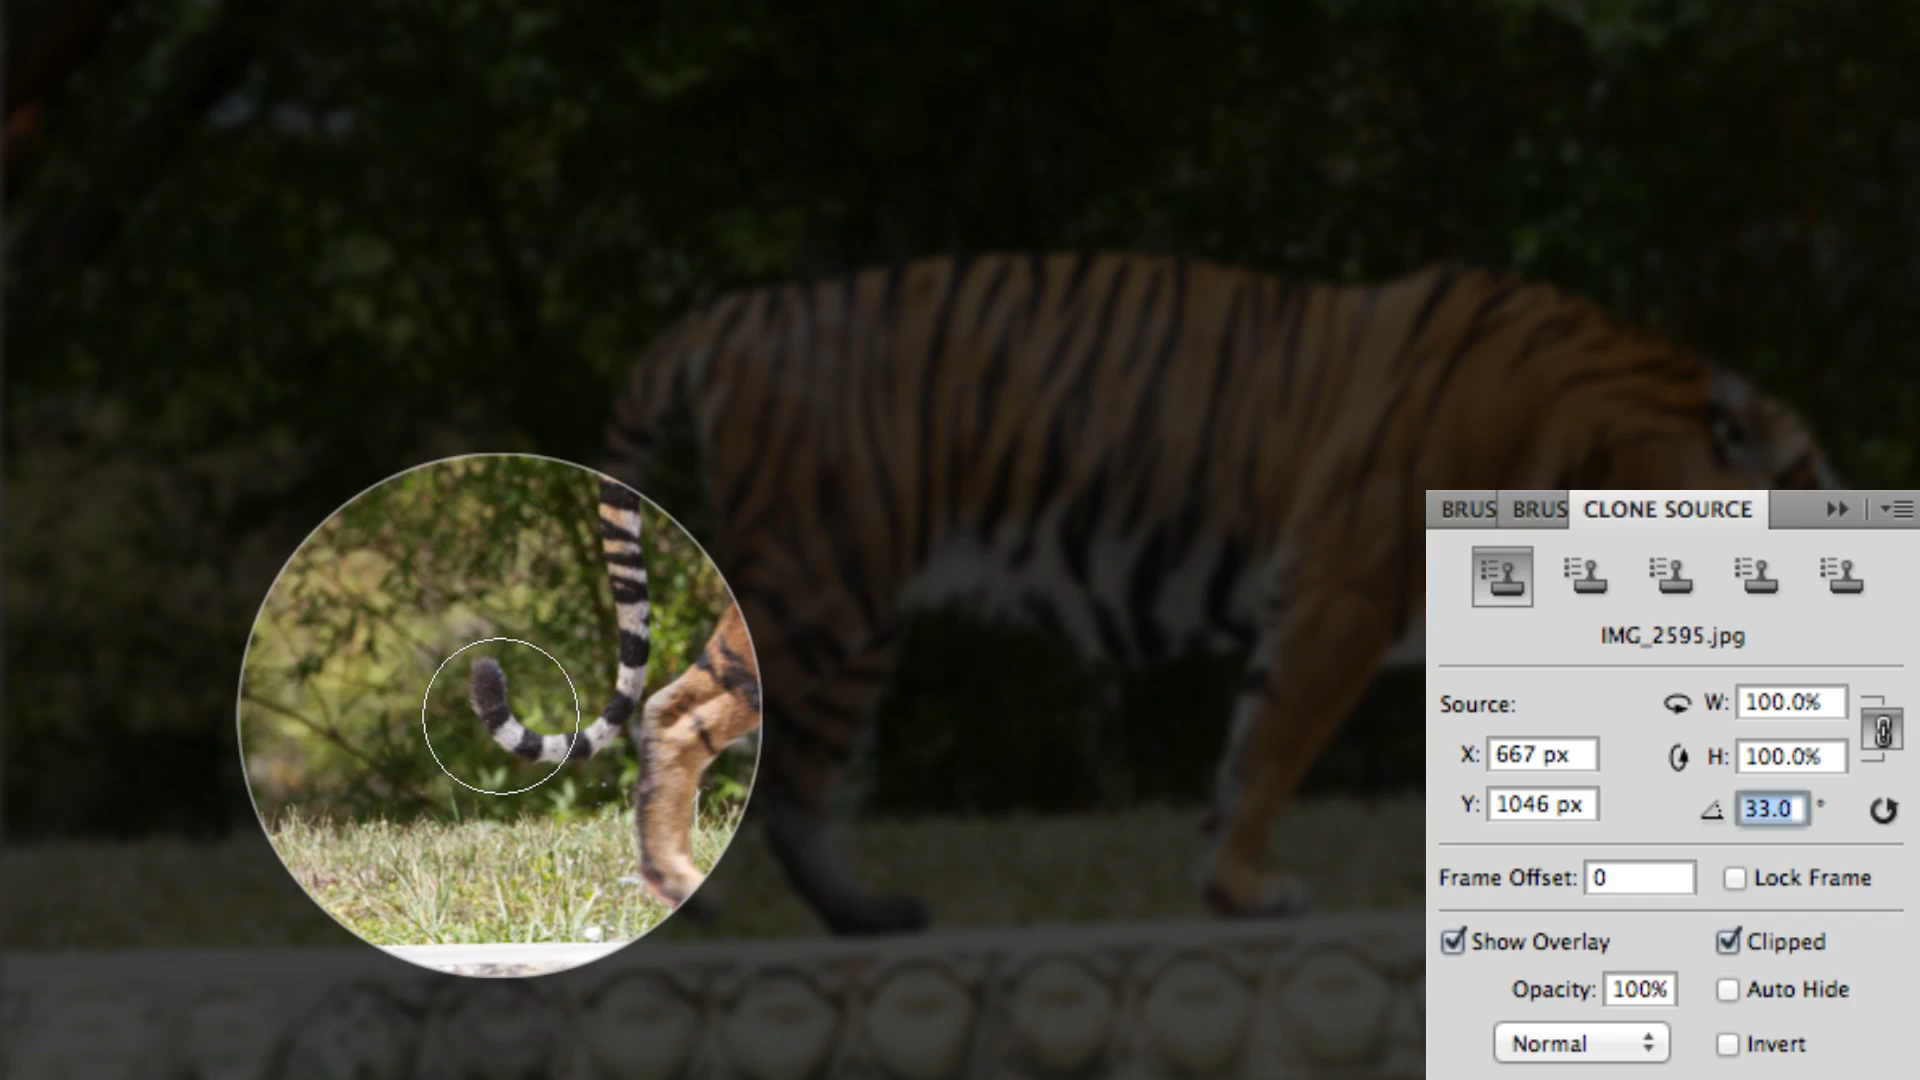 BRUS BRUS CLONE SOURCE
IMG_2595.jpg
Source:
W: 100.0%
X: 667 px
H: 100.0%
Y: 1046 px
33.0 °
Frame Offset: 0
Lock Frame
Show Overlay
Clipped
Opacity: 100%
Auto Hide
Normal
Invert